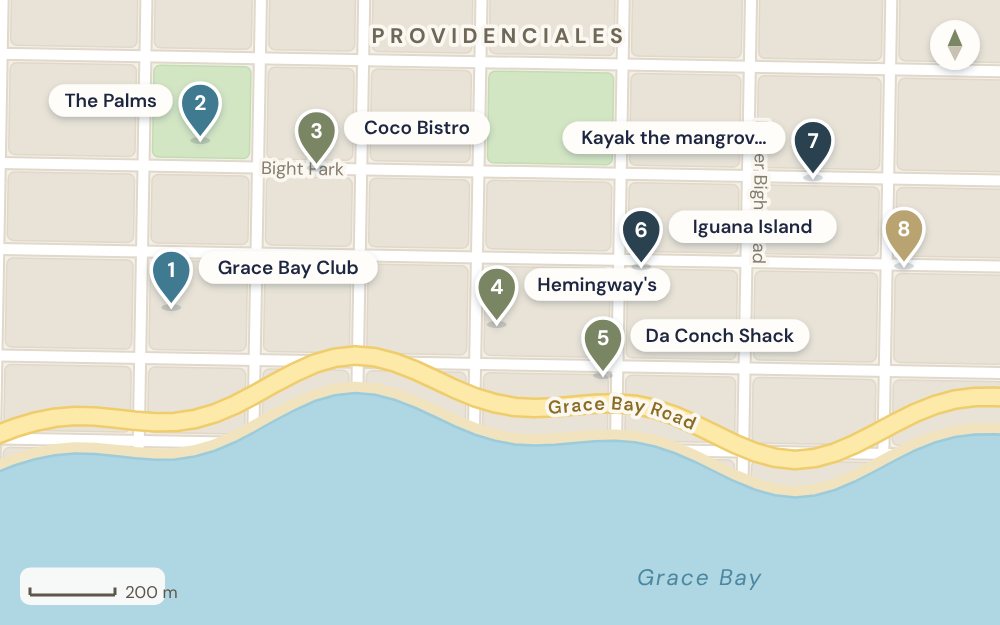 PROVIDENCIALES
The Palms
2
3
Coco Bistro
Kayak the mangrov...
7
Bight Park
6
Iguana Island
8
1
Grace Bay Club
4
Hemingway's
5
Da Conch Shack
Grace Bay Road
Grace Bay
200 m